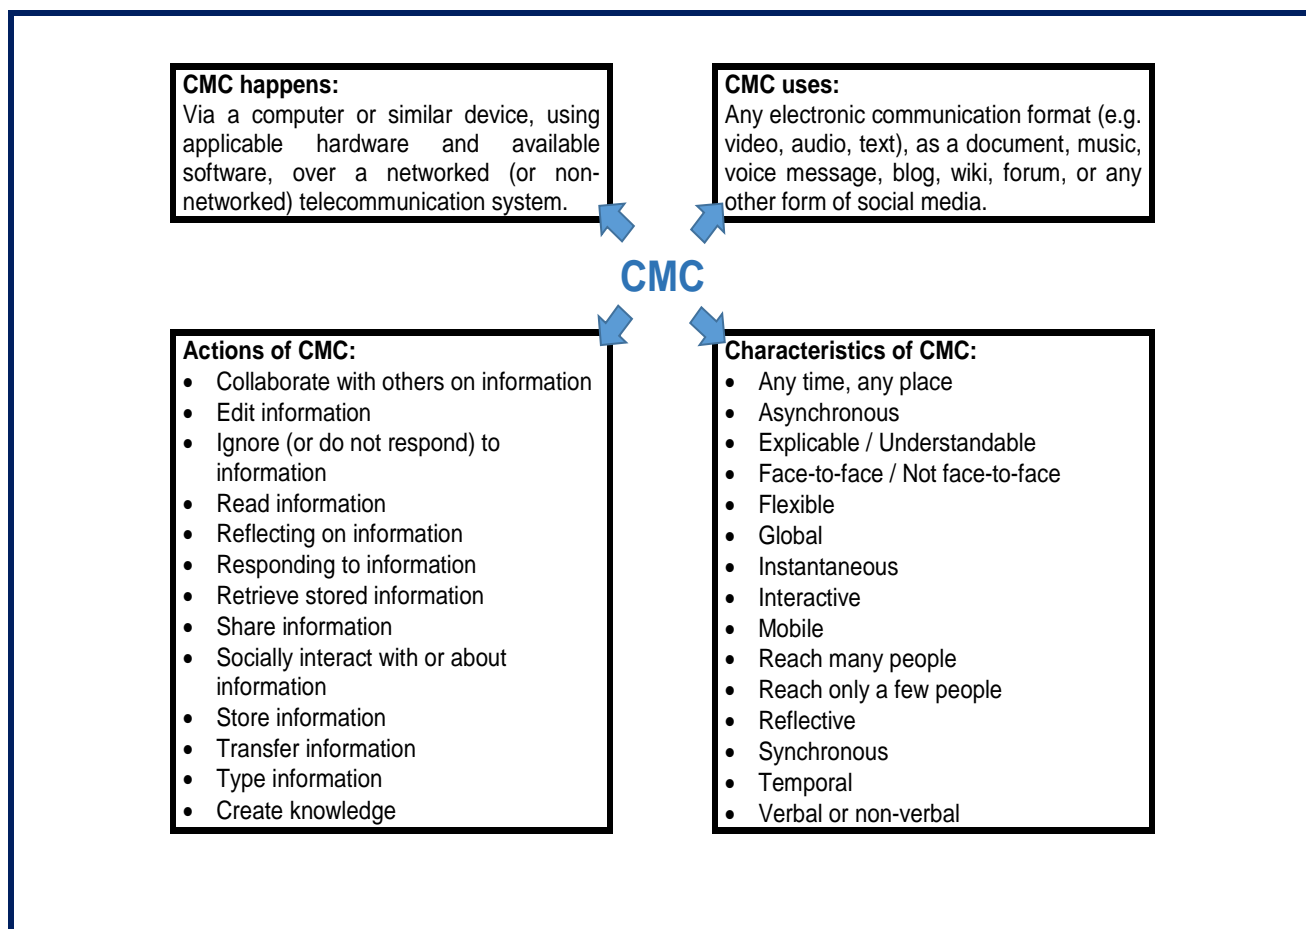 CMC happens:
Via a computer or similar device, using
applicable hardware and available
software, over a networked (or non-
networked) telecommunication system.
CMC uses:
Any electronic communication format (e.g.
video, audio, text), as a document, music,
voice message, blog, wiki, forum, or any
other form of social media.
CMC
Actions of CMC:
• Collaborate with others on information
• Edit information
• Ignore (or do not respond) to
information
• Read information
• Reflecting on information
• Responding to information
• Retrieve stored information
• Share information
• Socially interact with or about
information
• Store information
• Transfer information
• Type information
• Create knowledge
Characteristics of CMC:
• Any time, any place
• Asynchronous
• Explicable / Understandable
• Face-to-face / Not face-to-face
• Flexible
• Global
• Instantaneous
• Interactive
• Mobile
• Reach many people
• Reach only a few people
• Reflective
• Synchronous
• Temporal
• Verbal or non-verbal